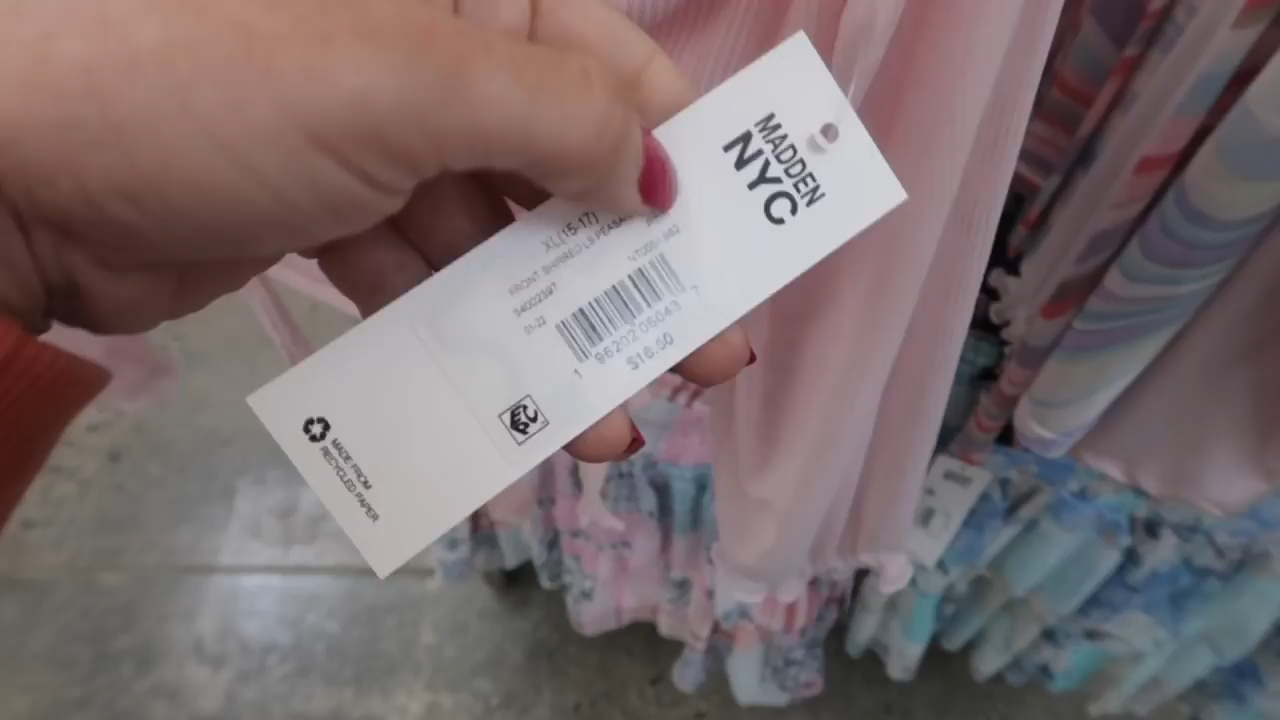 MADDEN
NYC
XL(15-17)
FRONT SHIRRED LS
34002397
01-22
1 96202 06043 7
$16.50
EPC
MADE FROM
RECYCLED PAPER